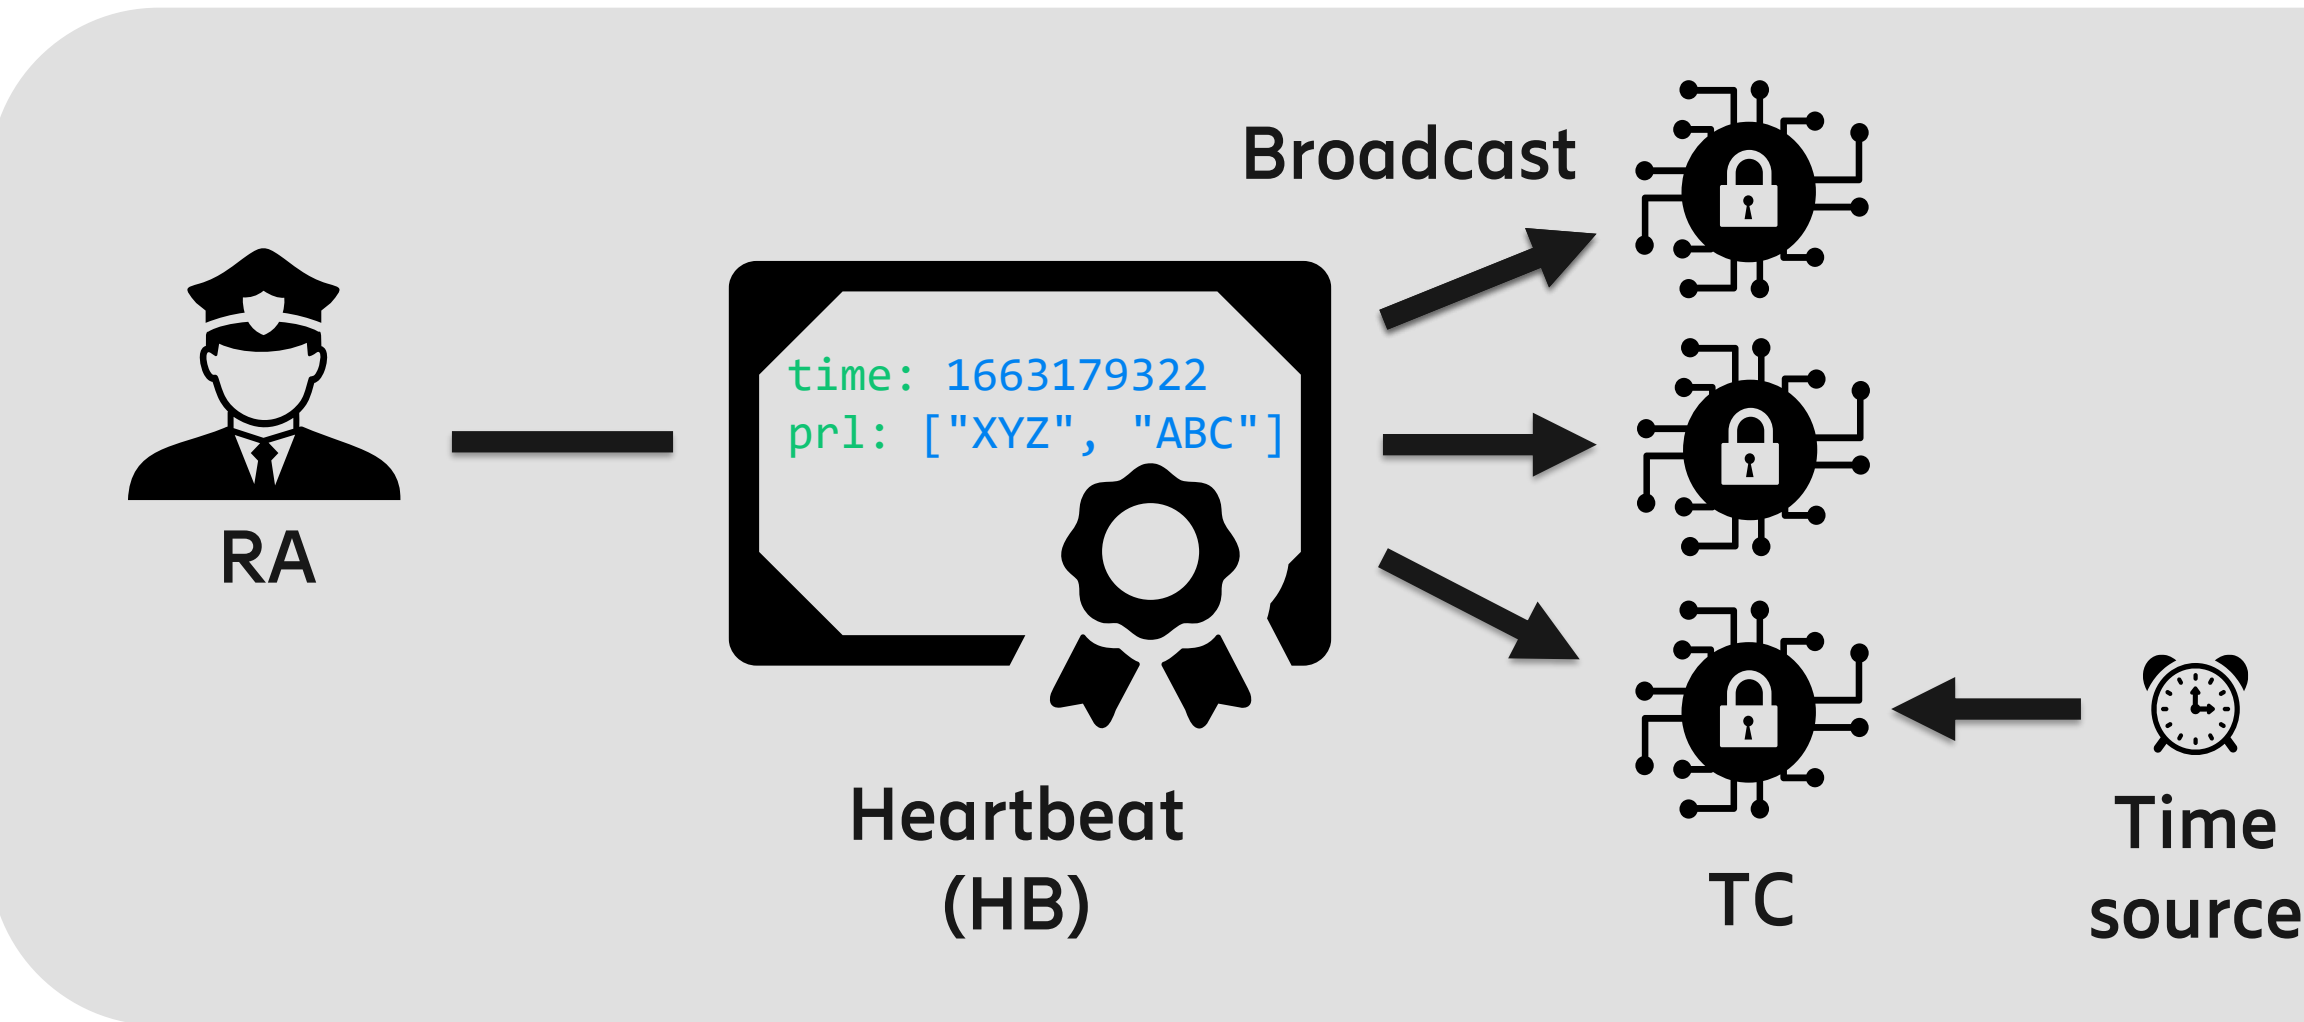 Broadcast
time: 1663179322
prl: ["XYZ", "ABC"]
RA
Heartbeat
(HB)
TC
Time
source